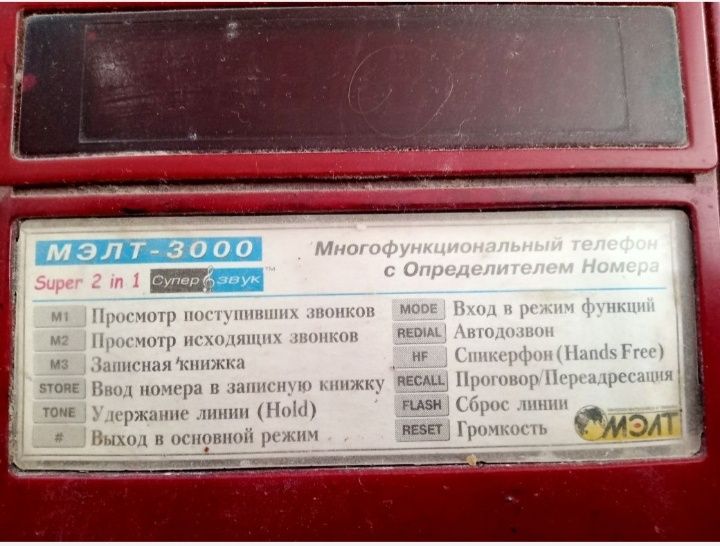 МЭЛТ-3000
Super 2 in 1 Супер звук™
Многофункциональный телефон
с Определителем Номера
M1 Просмотр поступивших звонков
M2 Просмотр исходящих звонков
M3 Записная книжка
STORE Ввод номера в записную книжку
TONE Удержание линии (Hold)
# Выход в основной режим
MODE Вход в режим функций
REDIAL Автодозвон
HF Спикерфон (Hands Free)
RECALL Проговор/Переадресация
FLASH Сброс линии
RESET Громкость
МЭЛТ